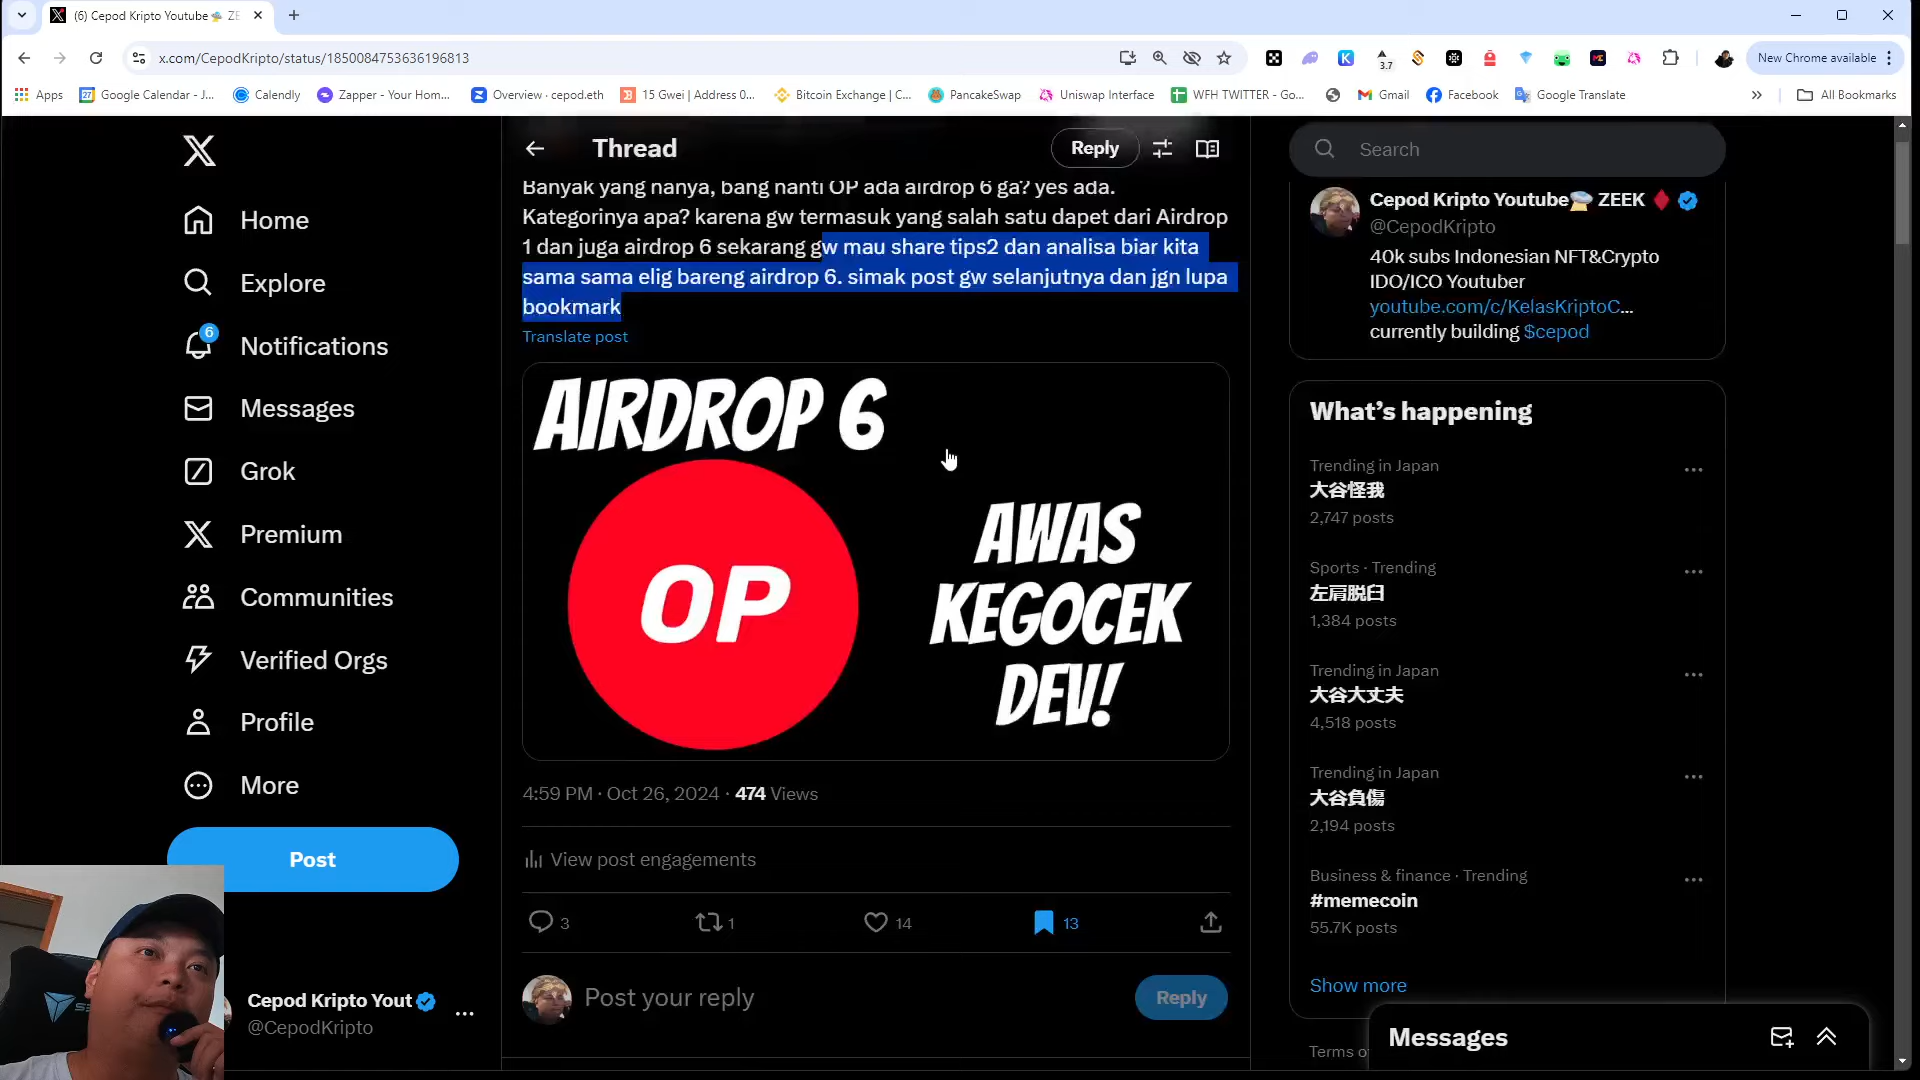 (6) Cepod Kripto Youtube🛸 ZE
x.com/CepodKripto/status/1850084753636196813
3.7
New Chrome available
Apps
Google Calendar - J...
Calendly
Zapper - Your Hom...
Overview · cepod.eth
15 Gwei | Address 0...
Bitcoin Exchange | C...
PancakeSwap
Uniswap Interface
WFH TWITTER - Go...
Gmail
Facebook
Google Translate
All Bookmarks
Home
Explore
6
Notifications
Messages
Grok
Premium
Communities
Verified Orgs
Profile
More
Post
Cepod Kripto Yout
@CepodKripto
Thread
Reply
Banyak yang nanya, bang nanti OP ada airdrop 6 ga? yes ada.
Kategorinya apa? karena gw termasuk yang salah satu dapet dari Airdrop
1 dan juga airdrop 6 sekarang gw mau share tips2 dan analisa biar kita
sama sama elig bareng airdrop 6. simak post gw selanjutnya dan jgn lupa
bookmark
Translate post
AIRDROP 6
OP
AWAS
KEGOCEK
DEV!
4:59 PM · Oct 26, 2024 · 474 Views
View post engagements
3
1
14
13
Post your reply
Reply
Search
Cepod Kripto Youtube🛸 ZEEK ♦️
@CepodKripto
40k subs Indonesian NFT&Crypto
IDO/ICO Youtuber
youtube.com/c/KelasKriptoC...
currently building $cepod
What's happening
Trending in Japan
大谷怪我
2,747 posts
Sports · Trending
左肩脱臼
1,384 posts
Trending in Japan
大谷大丈夫
4,518 posts
Trending in Japan
大谷負傷
2,194 posts
Business & finance · Trending
#memecoin
55.7K posts
Show more
Terms o
Messages